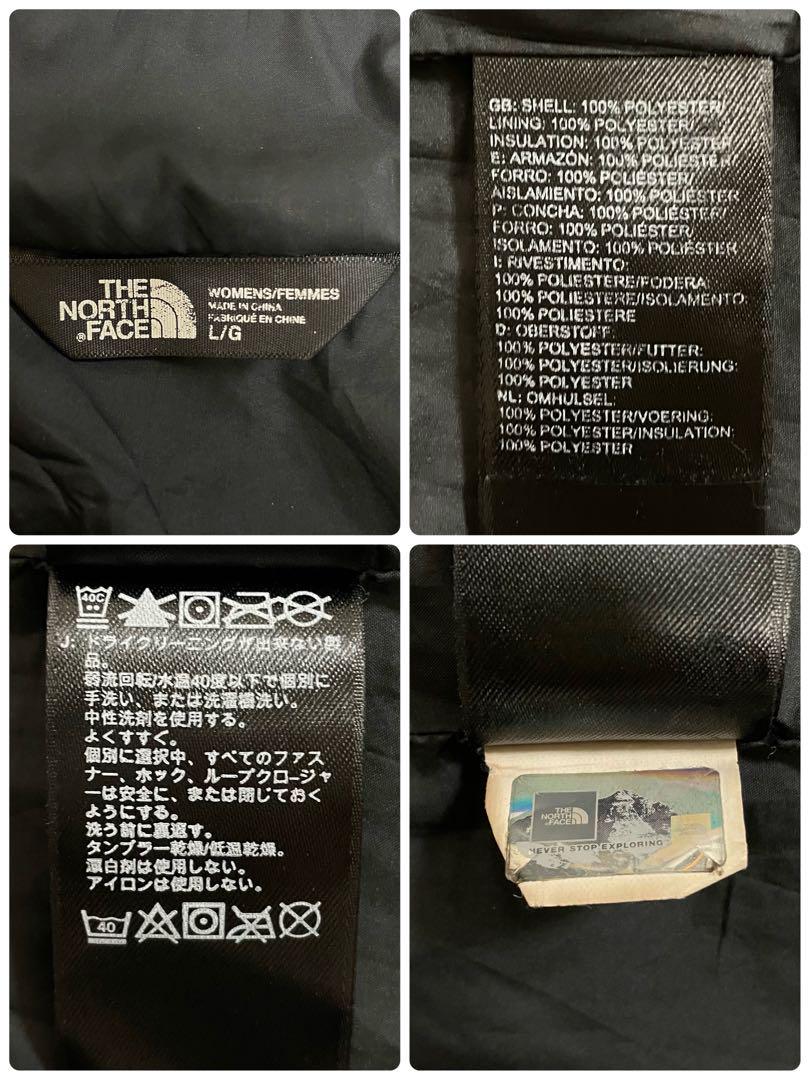 THE
NORTH
FACE®
WOMENS/FEMMES
MADE IN CHINA
FABRIQUÉ EN CHINE
L/G
GB: SHELL: 100% POLYESTER/
LINING: 100% POLYESTER/
INSULATION: 100% POLYESTER
E: ARMAZÓN: 100% POLIÉSTER/
FORRO: 100% POLIÉSTER/
AISLAMIENTO: 100% POLIÉSTER
P: CONCHA: 100% POLIÉSTER/
FORRO: 100% POLIÉSTER/
ISOLAMENTO: 100% POLIÉSTER
I: RIVESTIMENTO:
100% POLIESTERE/FODERA:
100% POLIESTERE/ISOLAMENTO:
100% POLIESTERE
D: OBERSTOFF:
100% POLYESTER/FUTTER:
100% POLYESTER/ISOLIERUNG:
100% POLYESTER
NL: OMHULSEL:
100% POLYESTER/VOERING:
100% POLYESTER/INSULATION:
100% POLYESTER
40C
J: ドライクリーニングが出来ない製
品。
弱流回転/水温40度以下で個別に
手洗い、または洗濯槽洗い。
中性洗剤を使用する。
よくすすぐ。
個別に選択中、すべてのファス
ナー、ホック、ループクロージャ
ーは安全に、または閉じておく
ようにする。
洗う前に裏返す。
タンブラー乾燥/低温乾燥。
漂白剤は使用しない。
アイロンは使用しない。
40
THE
NORTH
FACE
NEVER STOP EXPLORING